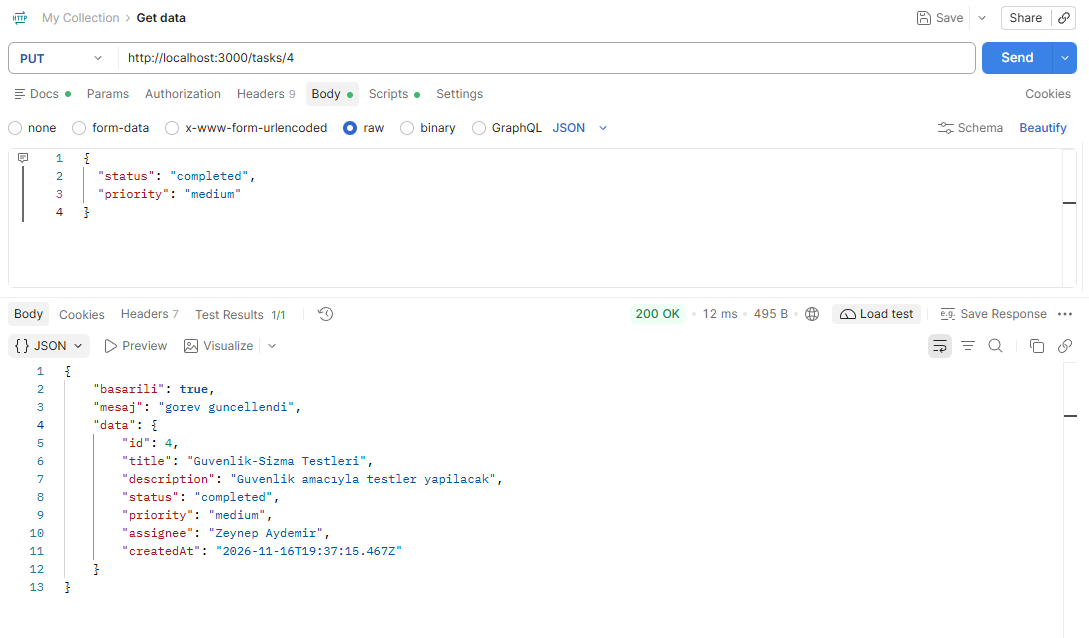 HTTP My Collection > Get data Save Share
PUT http://localhost:3000/tasks/4 Send
Docs Params Authorization Headers 9 Body Scripts Settings Cookies
none form-data x-www-form-urlencoded raw binary GraphQL JSON Schema Beautify
1 {
2 "status": "completed",
3 "priority": "medium"
4 }
Body Cookies Headers 7 Test Results 1/1 200 OK • 12 ms • 495 B • Load test e.g. Save Response
{} JSON Preview Visualize
1 {
2 "basarili": true,
3 "mesaj": "gorev guncellendi",
4 "data": {
5 "id": 4,
6 "title": "Guvenlik-Sizma Testleri",
7 "description": "Guvenlik amacıyla testler yapilacak",
8 "status": "completed",
9 "priority": "medium",
10 "assignee": "Zeynep Aydemir",
11 "createdAt": "2026-11-16T19:37:15.467Z"
12 }
13 }